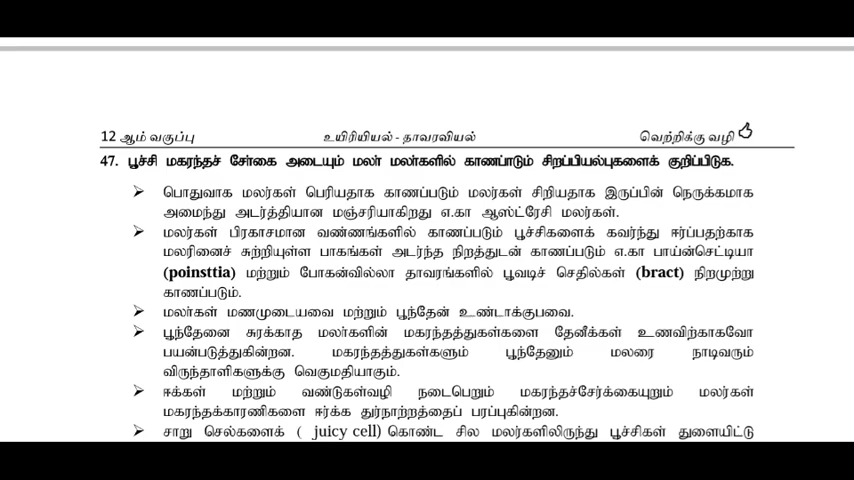 12 ஆம் வகுப்பு உயிரியியல் - தாவரவியல் வெற்றிக்கு வழி
47. பூச்சி மகரந்தச் சேர்கை அடையும் மலர் மலர்களில் காணப்படும் சிறப்பியல்புகளைக் குறிப்பிடுக.
➢ பொதுவாக மலர்கள் பெரியதாக காணப்படும் மலர்கள் சிறியதாக இருப்பின் நெருக்கமாக
அமைந்து அடர்த்தியான மஞ்சரியாகிறது எ.கா ஆஸ்ட்ரேசி மலர்கள்.
➢ மலர்கள் பிரகாசமான வண்ணங்களில் காணப்படும் பூச்சிகளைக் கவர்ந்து ஈர்ப்பதற்காக
மலரினைச் சுற்றியுள்ள பாகங்கள் அடர்ந்த நிறத்துடன் காணப்படும் எ.கா பாய்ன்செட்டியா
(poinsttia) மற்றும் போகன்வில்லா தாவரங்களில் பூவடிச் செதில்கள் (bract) நிறமுற்று
காணப்படும்.
➢ மலர்கள் மணமுடையவை மற்றும் பூந்தேன் உண்டாக்குபவை.
➢ பூந்தேனை சுரக்காத மலர்களின் மகரந்தத்துகள்களை தேனீக்கள் உணவிற்காகவோ
பயன்படுத்துகின்றன. மகரந்தத்துகள்களும் பூந்தேனும் மலரை நாடிவரும்
விருந்தாளிகளுக்கு வெகுமதியாகும்.
➢ ஈக்கள் மற்றும் வண்டுகள்வழி நடைபெறும் மகரந்தச்சேர்க்கையுறும் மலர்கள்
மகரந்தக்காரணிகளை ஈர்க்க துர்நாற்றத்தைப் பரப்புகின்றன.
➢ சாறு செல்களைக் ( juicy cell) கொண்ட சில மலர்களிலிருந்து பூச்சிகள் துளையிட்டு